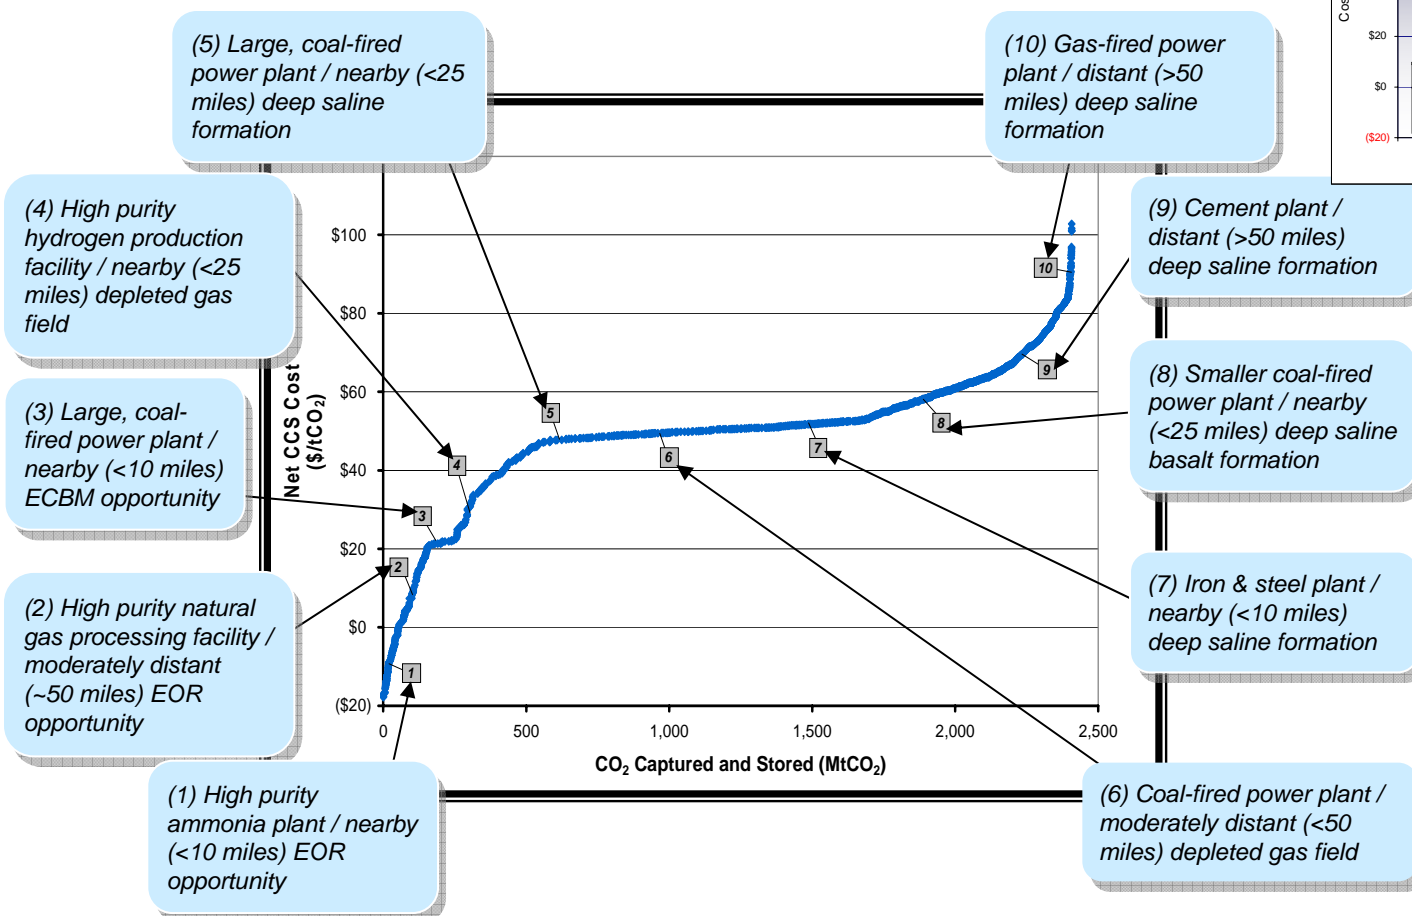 (5) Large, coal-fired
power plant / nearby (<25
miles) deep saline
formation
(10) Gas-fired power
plant / distant (>50
miles) deep saline
formation
Cos
$20
$0
($20)
(4) High purity
hydrogen production
facility / nearby (<25
miles) depleted gas
field
(9) Cement plant /
distant (>50 miles)
deep saline formation
(3) Large, coal-
fired power plant /
nearby (<10 miles)
ECBM opportunity
(8) Smaller coal-fired
power plant / nearby
(<25 miles) deep saline
basalt formation
(2) High purity natural
gas processing facility /
moderately distant
(~50 miles) EOR
opportunity
(7) Iron & steel plant /
nearby (<10 miles)
deep saline formation
(1) High purity
ammonia plant / nearby
(<10 miles) EOR
opportunity
(6) Coal-fired power plant /
moderately distant (<50
miles) depleted gas field
Net CCS Cost
($/tCO₂)
$100
$80
$60
$40
$20
$0
($20)
0
500
1,000
1,500
2,000
2,500
CO₂ Captured and Stored (MtCO₂)
1
2
3
4
5
6
7
8
9
10